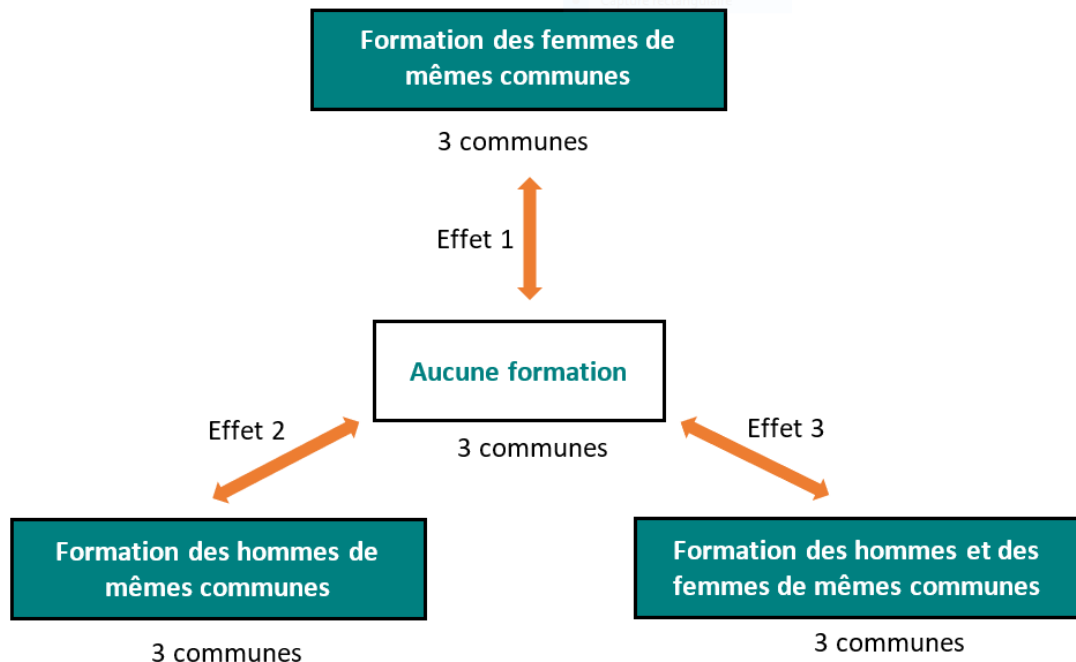 Formation des femmes de
mêmes communes
3 communes
Effet 1
Aucune formation
3 communes
Effet 2
Effet 3
Formation des hommes de
mêmes communes
3 communes
Formation des hommes et des
femmes de mêmes communes
3 communes